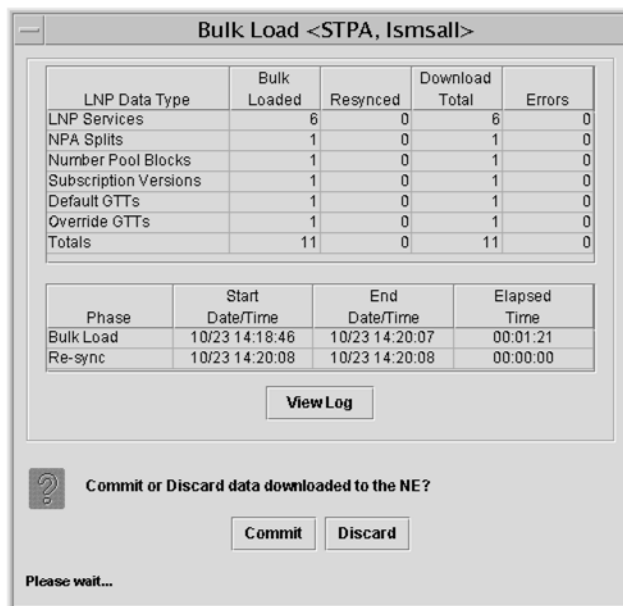 Bulk Load <STPA, lsmsall>
LNP Data Type Bulk Loaded Resynced Download Total Errors
LNP Services 6 0 6 0
NPA Splits 1 0 1 0
Number Pool Blocks 1 0 1 0
Subscription Versions 1 0 1 0
Default GTTs 1 0 1 0
Override GTTs 1 0 1 0
Totals 11 0 11 0
Phase Start Date/Time End Date/Time Elapsed Time
Bulk Load 10/23 14:18:46 10/23 14:20:07 00:01:21
Re-sync 10/23 14:20:08 10/23 14:20:08 00:00:00
View Log
Commit or Discard data downloaded to the NE?
Commit Discard
Please wait...